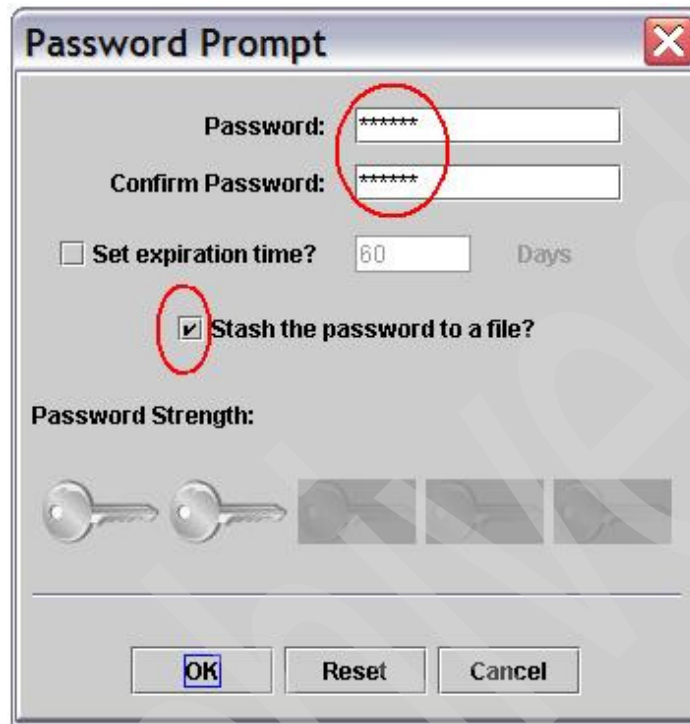 Password Prompt
Password: ******
Confirm Password: ******
Set expiration time? 60 Days
Stash the password to a file?
Password Strength:
OK Reset Cancel